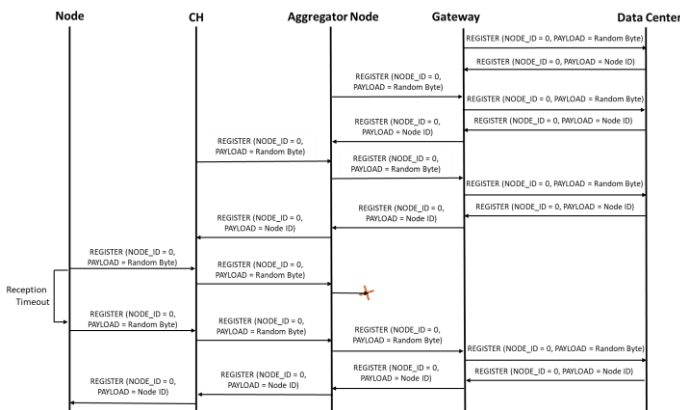 Node CH Aggregator Node Gateway Data Center
REGISTER (NODE_ID = 0, PAYLOAD = Random Byte)
REGISTER (NODE_ID = 0, PAYLOAD = Node ID)
REGISTER (NODE_ID = 0,
PAYLOAD = Random Byte)
REGISTER (NODE_ID = 0, PAYLOAD = Random Byte)
REGISTER (NODE_ID = 0, PAYLOAD = Node ID)
REGISTER (NODE_ID = 0,
PAYLOAD = Node ID)
REGISTER (NODE_ID = 0,
PAYLOAD = Random Byte)
REGISTER (NODE_ID = 0,
PAYLOAD = Random Byte)
REGISTER (NODE_ID = 0, PAYLOAD = Random Byte)
REGISTER (NODE_ID = 0, PAYLOAD = Node ID)
REGISTER (NODE_ID = 0,
PAYLOAD = Node ID)
REGISTER (NODE_ID = 0,
PAYLOAD = Node ID)
REGISTER (NODE_ID = 0,
PAYLOAD = Random Byte)
REGISTER (NODE_ID = 0,
PAYLOAD = Random Byte)
Reception
Timeout
REGISTER (NODE_ID = 0,
PAYLOAD = Random Byte)
REGISTER (NODE_ID = 0,
PAYLOAD = Random Byte)
REGISTER (NODE_ID = 0,
PAYLOAD = Random Byte)
REGISTER (NODE_ID = 0, PAYLOAD = Random Byte)
REGISTER (NODE_ID = 0, PAYLOAD = Node ID)
REGISTER (NODE_ID = 0,
PAYLOAD = Node ID)
REGISTER (NODE_ID = 0,
PAYLOAD = Node ID)
REGISTER (NODE_ID = 0,
PAYLOAD = Node ID)